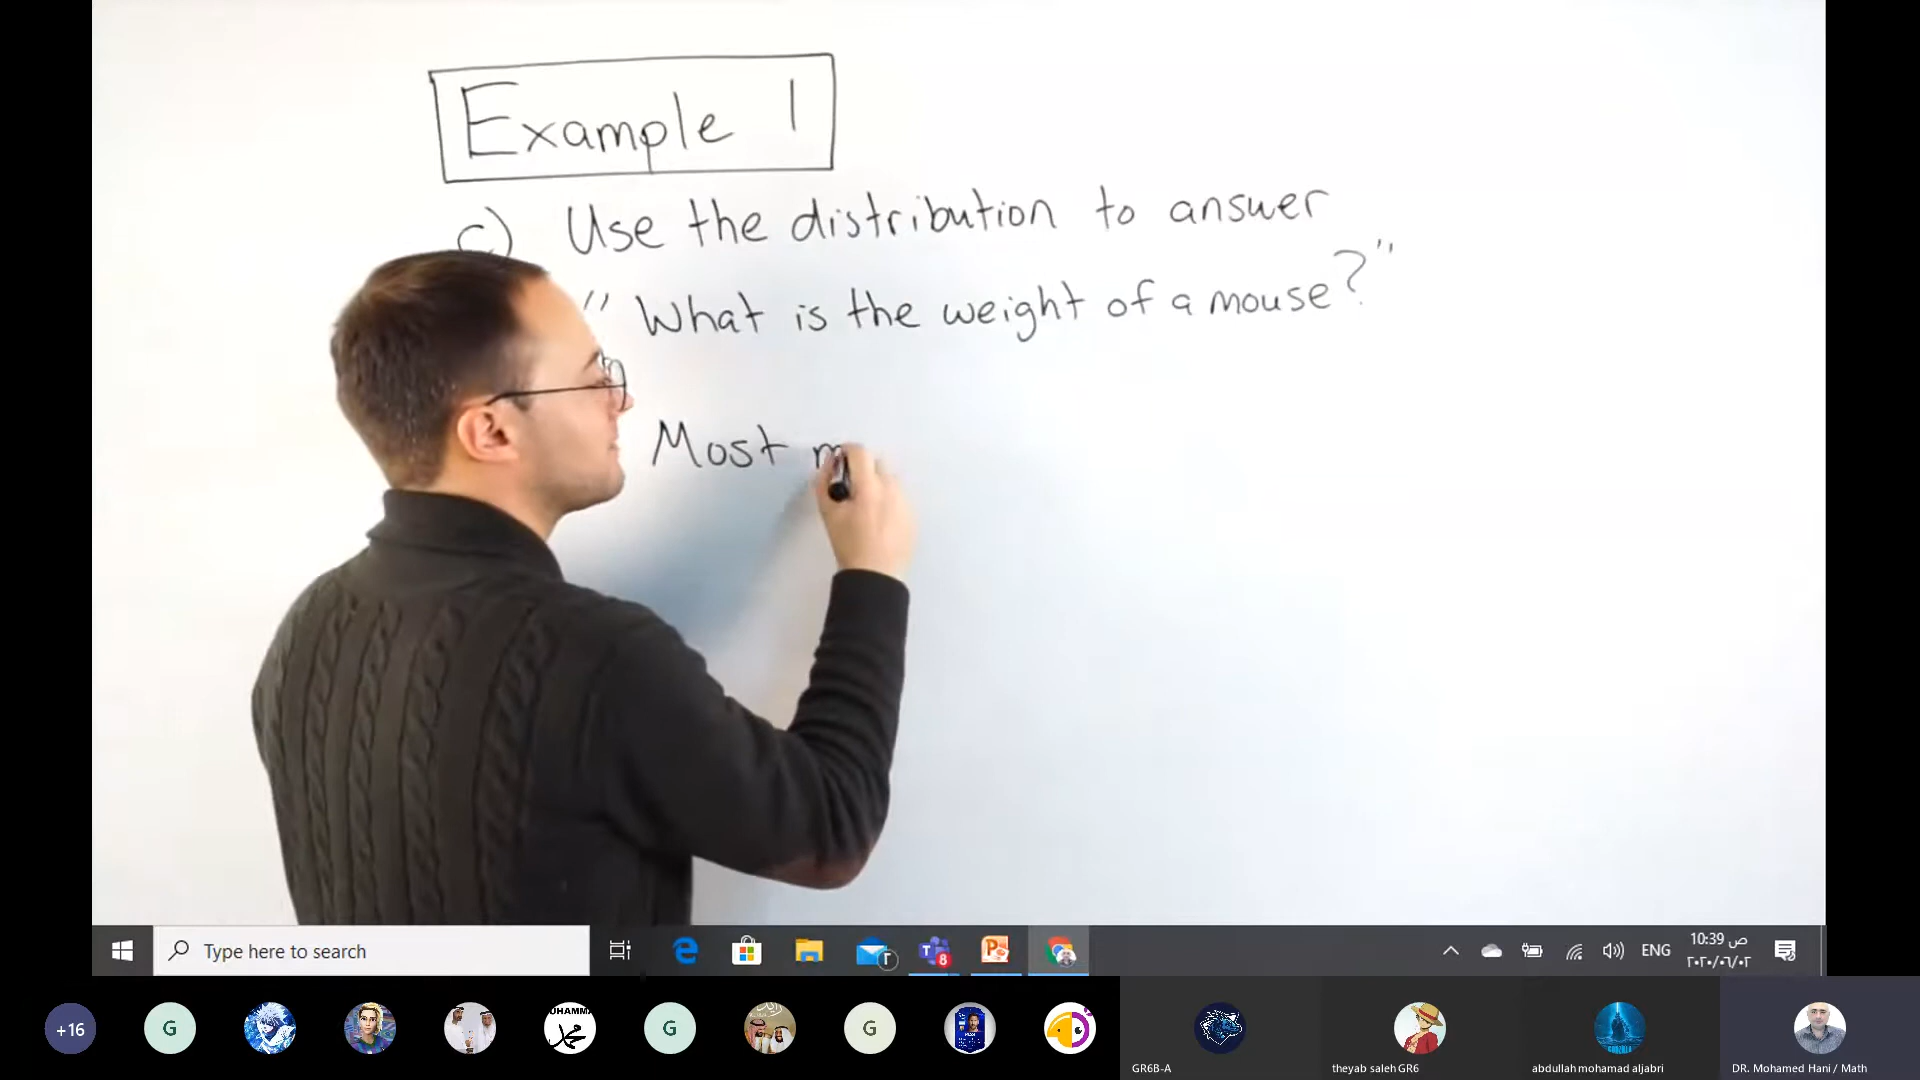 Example 1
c) Use the distribution to answer
" What is the weight of a mouse? "
Most m
Type here to search
8
ENG
10:39 ص
٢٠٢٠/٠٦/٠٢
+16
G
G
G
GR6B-A
theyab saleh GR6
abdullah mohamad aljabri
DR. Mohamed Hani / Math